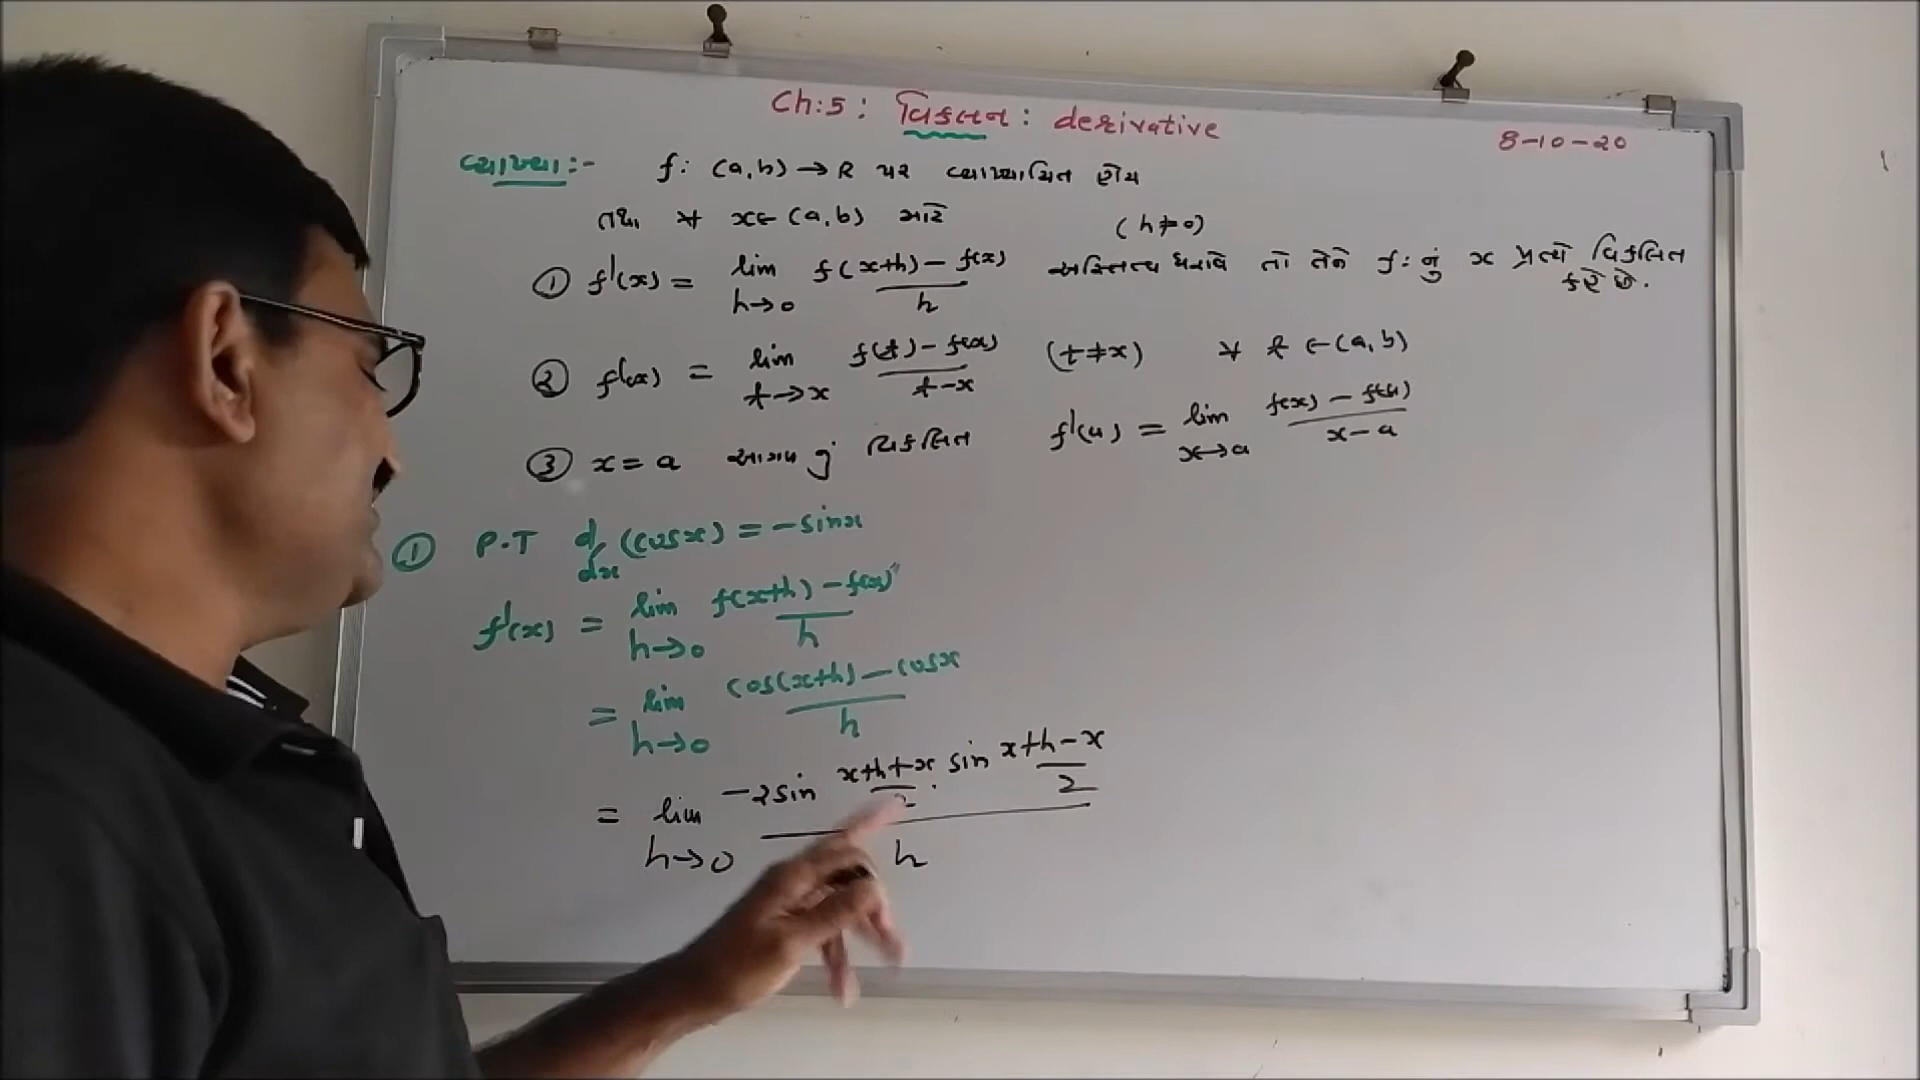 Ch:5 : વિકલન : derivative
8-10-20
વ્યાખ્યા :- f : (a,b) → R પર વ્યાખ્યાયિત હોય
તથા ∀ x∈(a,b) માટે (h≠0)
① f'(x) = lim h→0 f(x+h) - f(x) / h અસ્તિત્વ ધરાવે તો તેને f : નું x પ્રત્યે વિકલિત કહે છે.
② f'(x) = lim t→x f(t) - f(x) / t-x (t≠x) ∀ t ∈(a,b)
③ x = a આગળ નું વિકલિત f'(a) = lim x→a f(x) - f(a) / x-a
① P.T d/dx (cosx) = -sinx
f'(x) = lim h→0 f(x+h) - f(x) / h
= lim h→0 cos(x+h) - cosx / h
= lim h→0 -2sin x+h+x / 2 . sin x+h-x / 2 / h